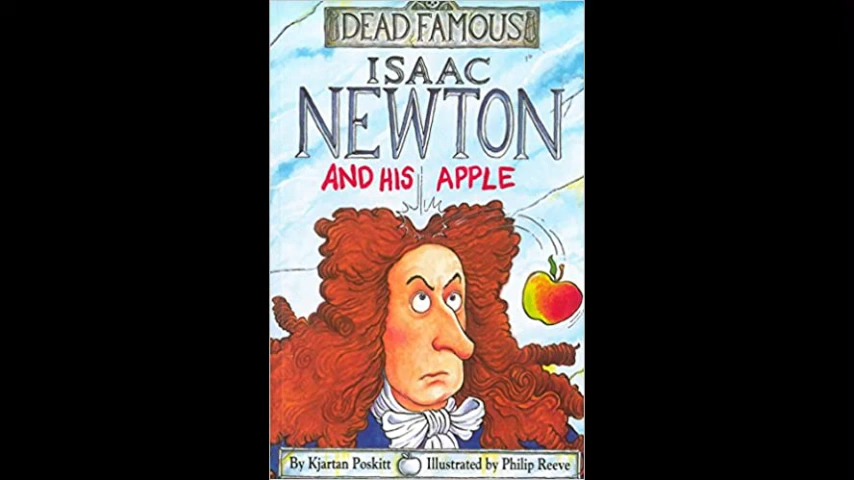 DEAD FAMOUS
ISAAC
NEWTON
AND HIS APPLE
By Kjartan Poskitt Illustrated by Philip Reeve